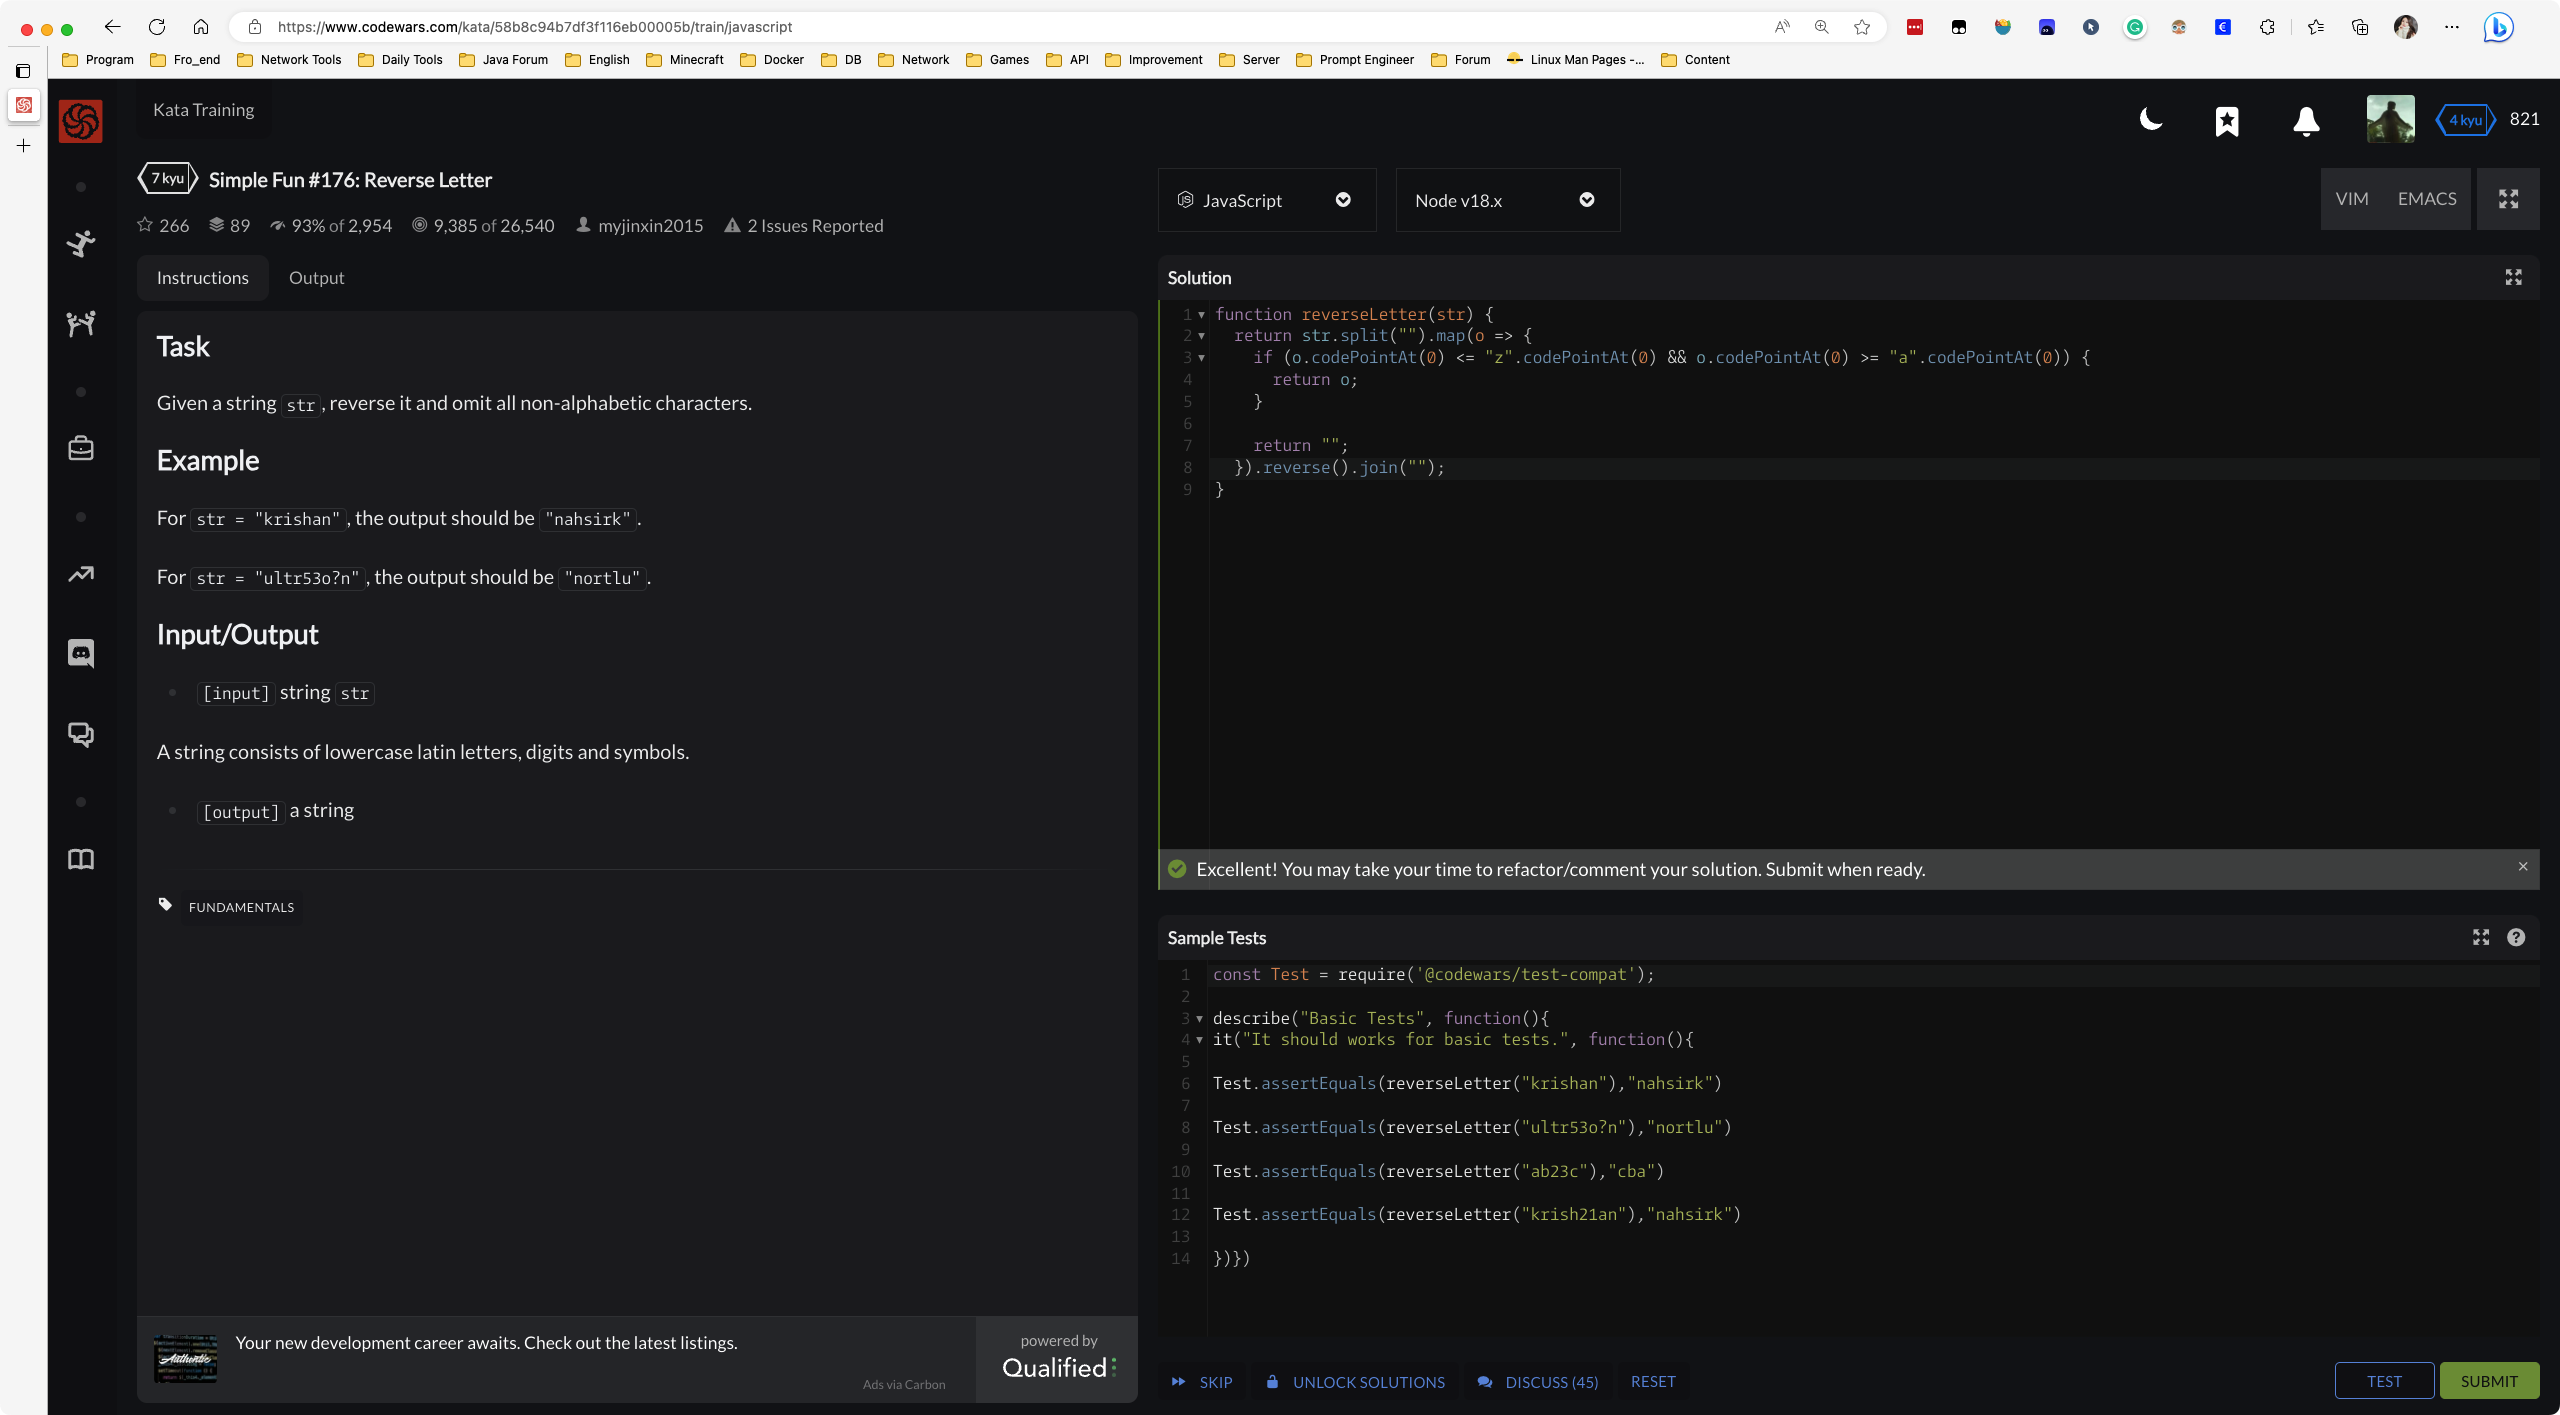 https://www.codewars.com/kata/58b8c94b7df3f116eb00005b/train/javascript
Program Fro_end Network Tools Daily Tools Java Forum English Minecraft Docker DB Network Games API Improvement Server Prompt Engineer Forum Linux Man Pages -... Content
Kata Training
4 kyu 821
7 kyu Simple Fun #176: Reverse Letter
266 89 93% of 2,954 9,385 of 26,540 myjinxin2015 2 Issues Reported
Instructions Output
Task
Given a string str, reverse it and omit all non-alphabetic characters.
Example
For str = "krishan", the output should be "nahsirk".
For str = "ultr53o?n", the output should be "nortlu".
Input/Output
[input] string str
A string consists of lowercase latin letters, digits and symbols.
[output] a string
FUNDAMENTALS
Your new development career awaits. Check out the latest listings.
Authentic
Ads via Carbon
powered by
Qualified
JavaScript Node v18.x VIM EMACS
Solution
1 function reverseLetter(str) {
2 return str.split("").map(o => {
3 if (o.codePointAt(0) <= "z".codePointAt(0) && o.codePointAt(0) >= "a".codePointAt(0)) {
4 return o;
5 }
6
7 return "";
8 }).reverse().join("");
9 }
Excellent! You may take your time to refactor/comment your solution. Submit when ready.
Sample Tests
1 const Test = require('@codewars/test-compat');
2
3 describe("Basic Tests", function(){
4 it("It should works for basic tests.", function(){
5
6 Test.assertEquals(reverseLetter("krishan"),"nahsirk")
7
8 Test.assertEquals(reverseLetter("ultr53o?n"),"nortlu")
9
10 Test.assertEquals(reverseLetter("ab23c"),"cba")
11
12 Test.assertEquals(reverseLetter("krish21an"),"nahsirk")
13
14 })})
SKIP UNLOCK SOLUTIONS DISCUSS (45) RESET TEST SUBMIT